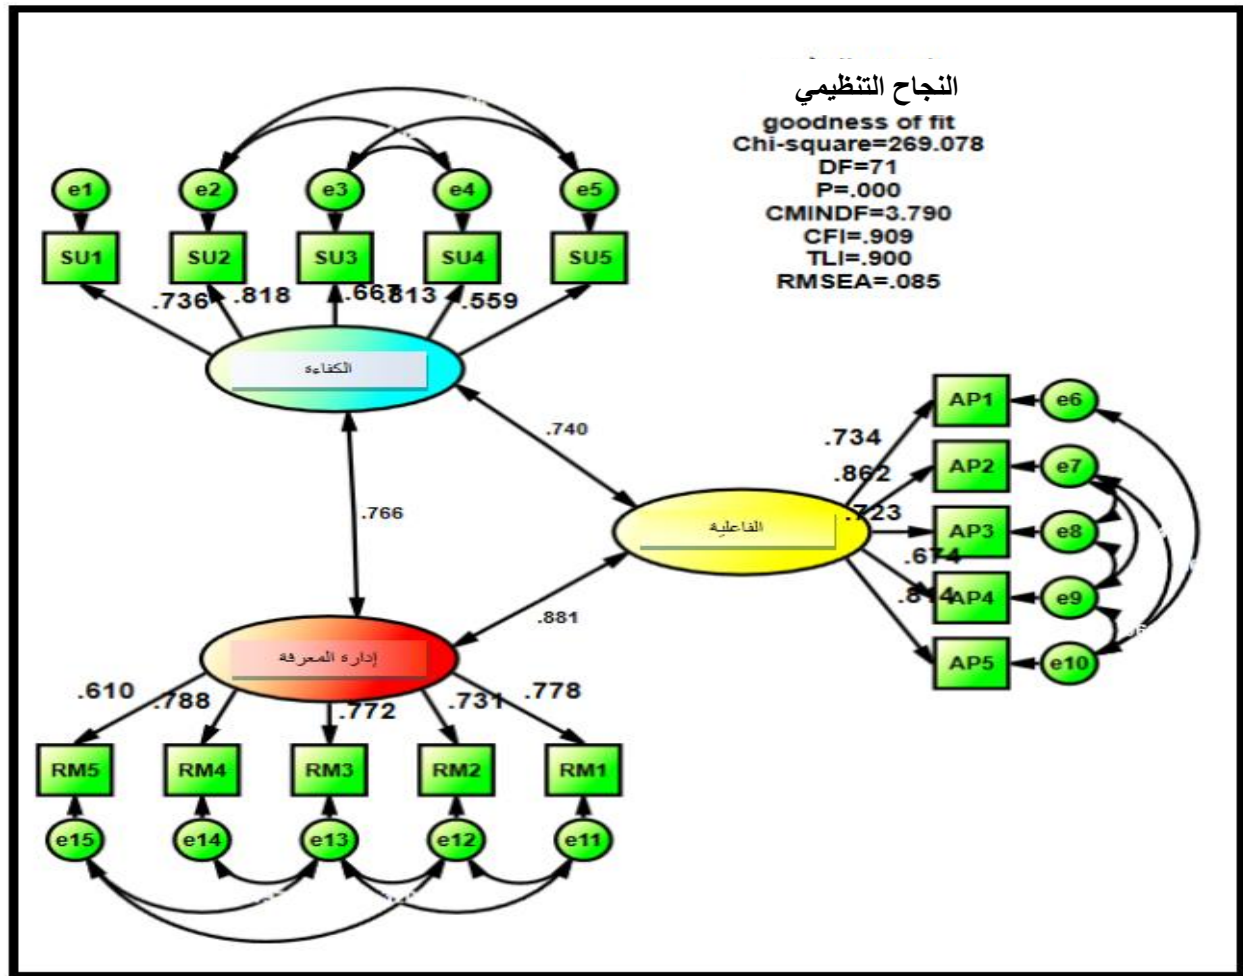 النجاح التنظيمي
goodness of fit
Chi-square=269.078
DF=71
P=.000
CMINDF=3.790
CFI=.909
TLI=.900
RMSEA=.085
e1 e2 e3 e4 e5
SU1 SU2 SU3 SU4 SU5
.736 .818 .667 .813 .559
الكفاءة
.740
.766
.881
الفاعلية
.734
.862
.723
.674
.814
AP1 e6
AP2 e7
AP3 e8
AP4 e9
AP5 e10
إدارة المعرفة
.610 .788 .772 .731 .778
RM5 RM4 RM3 RM2 RM1
e15 e14 e13 e12 e11